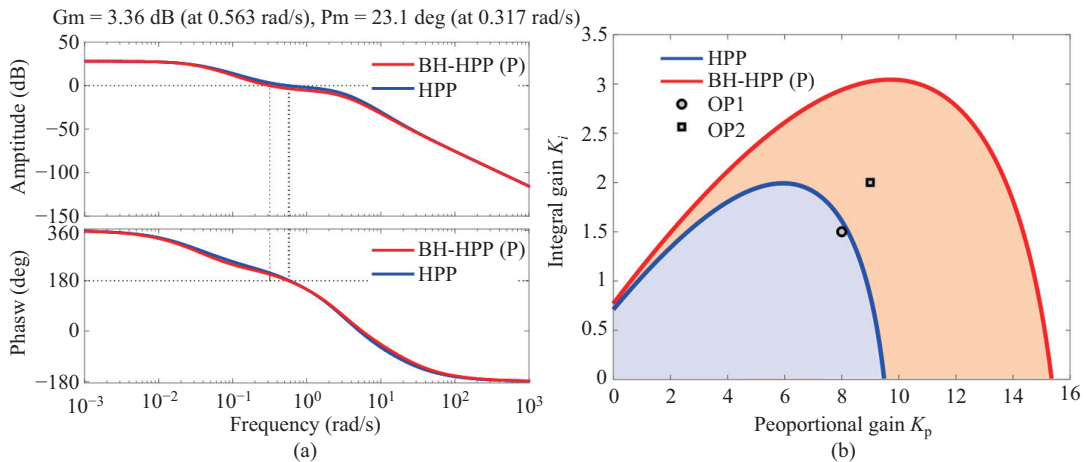 Gm = 3.36 dB (at 0.563 rad/s), Pm = 23.1 deg (at 0.317 rad/s)
50
0
−50
−100
−150
Amptitude (dB)
BH-HPP (P)
HPP
360
180
0
−180
Phasw (deg)
BH-HPP (P)
HPP
10⁻³
10⁻²
10⁻¹
10⁰
10¹
10²
10³
Frequency (rad/s)
(a)
4
3.5
3
2.5
2
1.5
1
0.5
0
Integral gain Kᵢ
HPP
BH-HPP (P)
OP1
OP2
0
2
4
6
8
10
12
14
16
Peoportional gain Kₚ
(b)